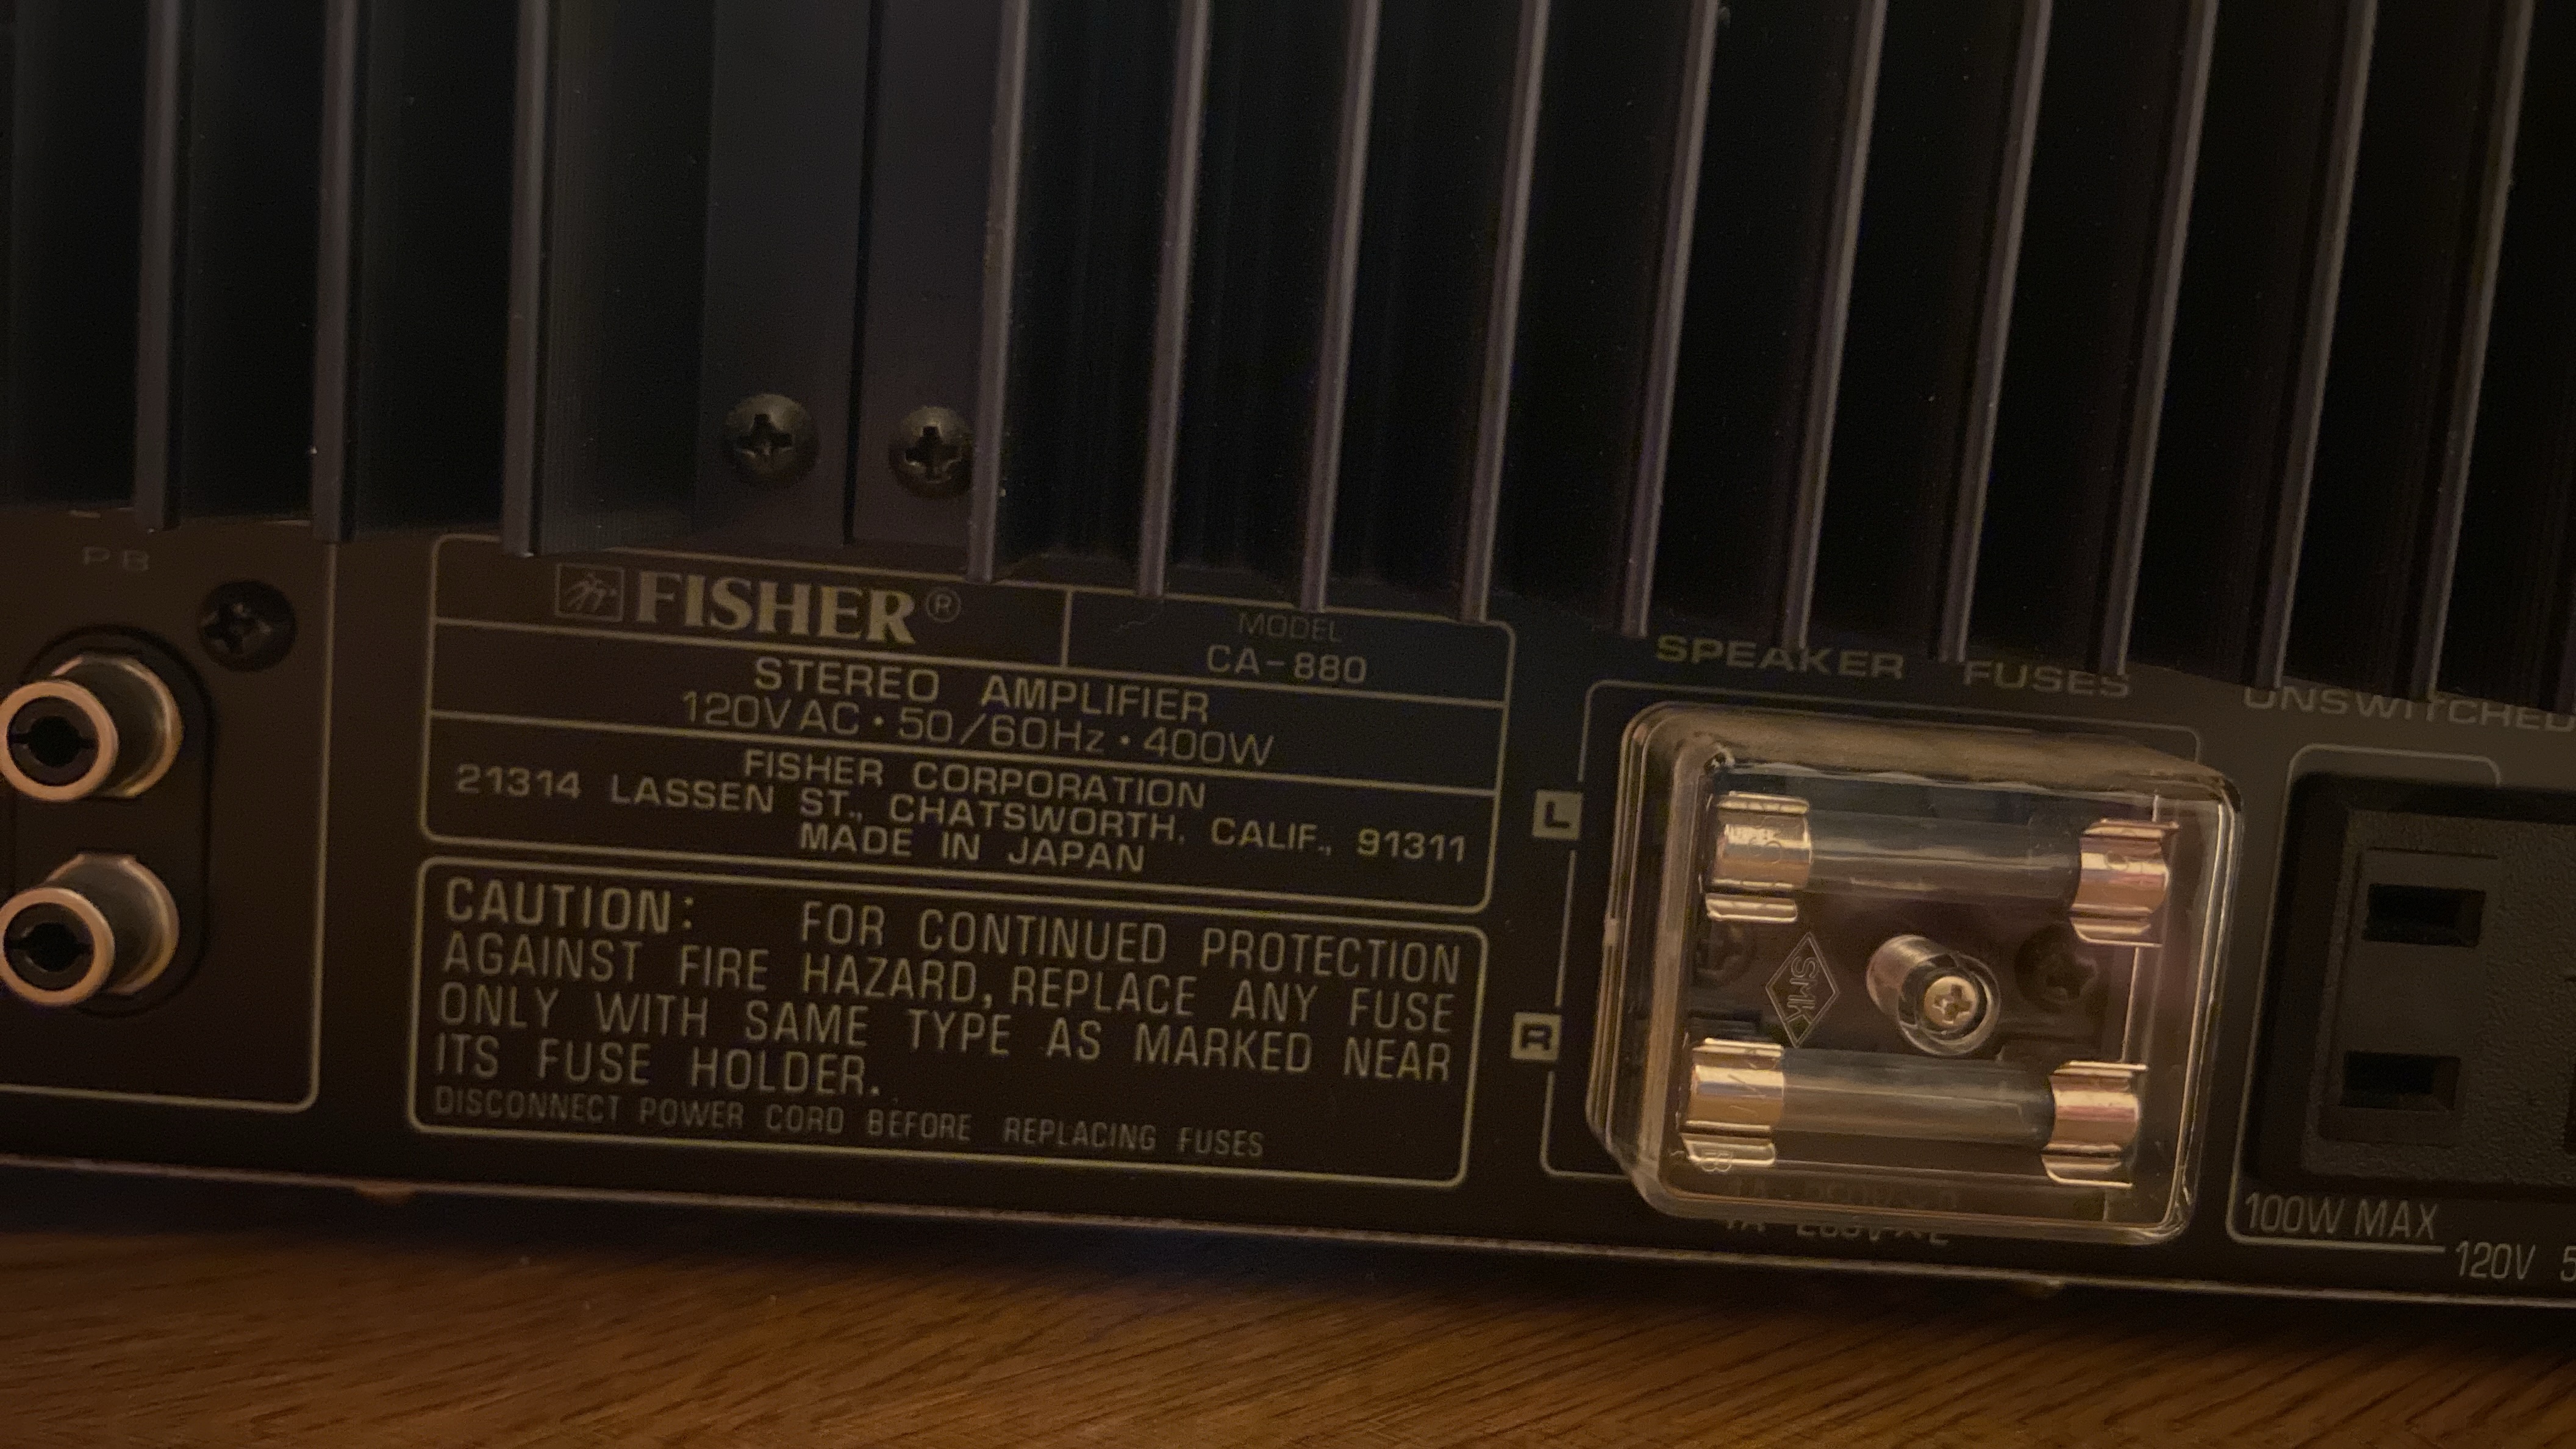 PB
FISHER®
MODEL
CA-880
STEREO AMPLIFIER
120V AC · 50/60Hz · 400W
FISHER CORPORATION
21314 LASSEN ST., CHATSWORTH, CALIF., 91311
MADE IN JAPAN
CAUTION: FOR CONTINUED PROTECTION
AGAINST FIRE HAZARD, REPLACE ANY FUSE
ONLY WITH SAME TYPE AS MARKED NEAR
ITS FUSE HOLDER.
DISCONNECT POWER CORD BEFORE REPLACING FUSES
SPEAKER FUSES
L
R
SMK
UNSWITCHED
100W MAX
120V